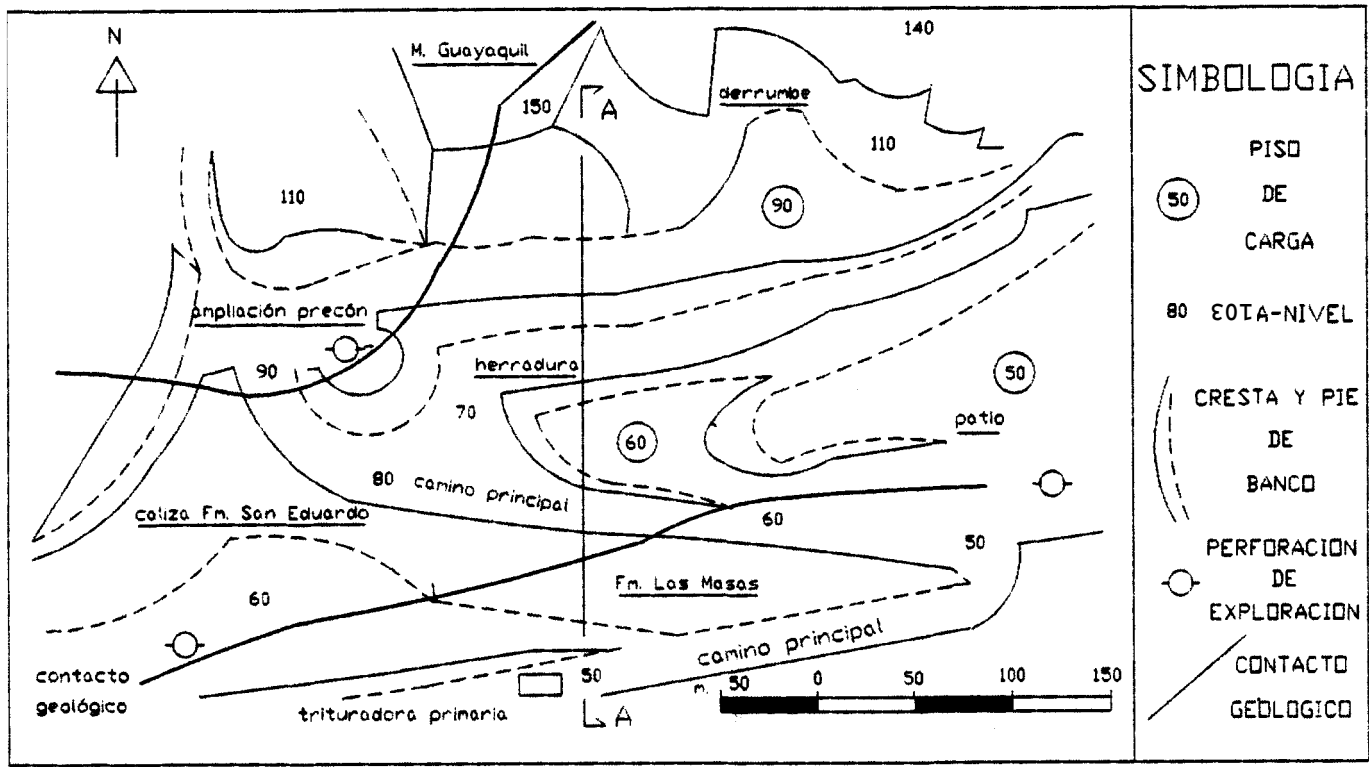 N
M. Guayaquil
140
150
A
derrumbe
110
110
90
ampliación precón
90
herradura
70
60
50
patio
80 camino principal
60
caliza Fm. San Eduardo
50
60
Fm. Las Masas
camino principal
contacto
geológico
50
trituradora primaria
A
m. 50 0 50 100 150
SIMBOLOGIA
50
PISO
DE
CARGA
80 COTA-NIVEL
CRESTA Y PIE
DE
BANCO
PERFORACION
DE
EXPLORACION
CONTACTO
GEOLOGICO